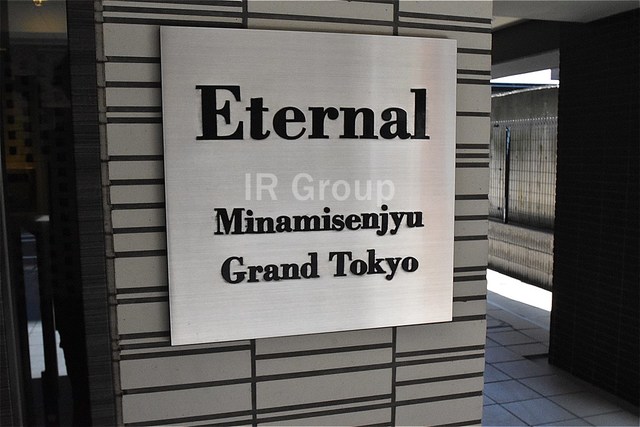 Eternal
IR Group
Minamisenjyu
Grand Tokyo